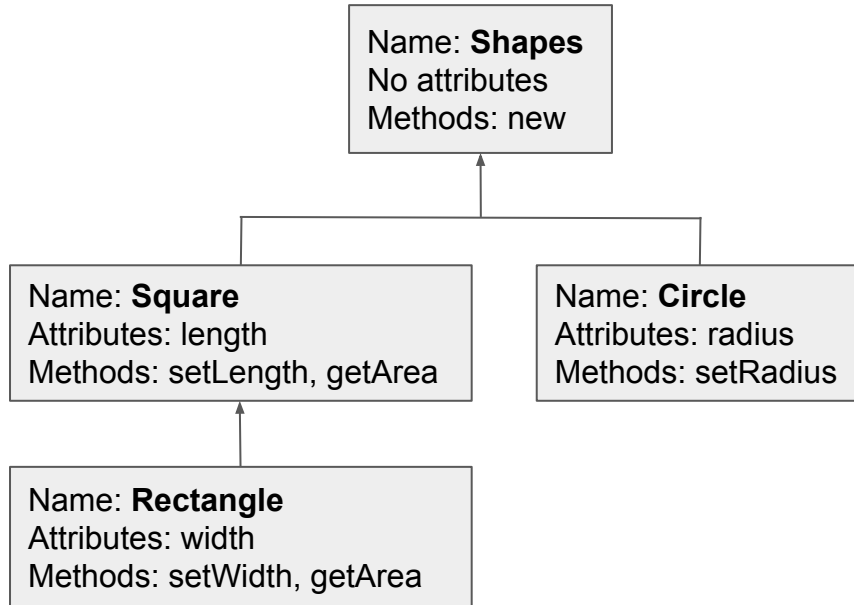 Name: Shapes
No attributes
Methods: new
Name: Square
Attributes: length
Methods: setLength, getArea
Name: Circle
Attributes: radius
Methods: setRadius
Name: Rectangle
Attributes: width
Methods: setWidth, getArea